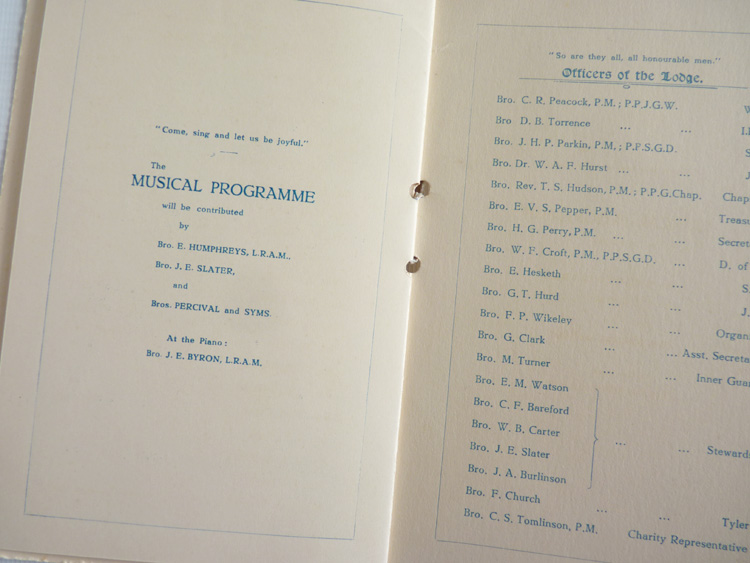 "Come, sing and let us be joyful."
The
MUSICAL PROGRAMME
will be contributed
by
Bro. E. HUMPHREYS, L.R.A.M.,
Bro. J. E. SLATER,
and
Bros. PERCIVAL and SYMS.
At the Piano:
Bro. J. E. BYRON, L.R.A.M.
"So are they all, all honourable men."
Officers of the Lodge.
Bro. C. R. Peacock, P.M.; P.P.J.G.W. W
Bro D. B. Torrence ... ... I.
Bro. J. H. P. Parkin, P.M.; P.F.S.G.D. S
Bro. Dr. W. A. F. Hurst ... ... J
Bro. Rev. T. S. Hudson, P.M.; P.P.G.Chap. Chap
Bro. E. V. S. Pepper, P.M. ... Treasu
Bro. H. G. Perry, P.M. ... ... Secret
Bro. W. F. Croft, P.M., P.P.S.G.D. ... D. of
Bro. E. Hesketh ... ... S.
Bro. G. T. Hurd ... ... J.
Bro. F. P. Wikeley ... ... Organ
Bro. G. Clark ... Asst. Secreta
Bro. M. Turner ... ... Inner Guar
Bro. E. M. Watson
Bro. C. F. Bareford
Bro. W. B. Carter ... ... Steward
Bro. J. E. Slater
Bro. J. A. Burlinson
Bro. F. Church ... ... Tyler
Bro. C. S. Tomlinson, P.M. Charity Representative